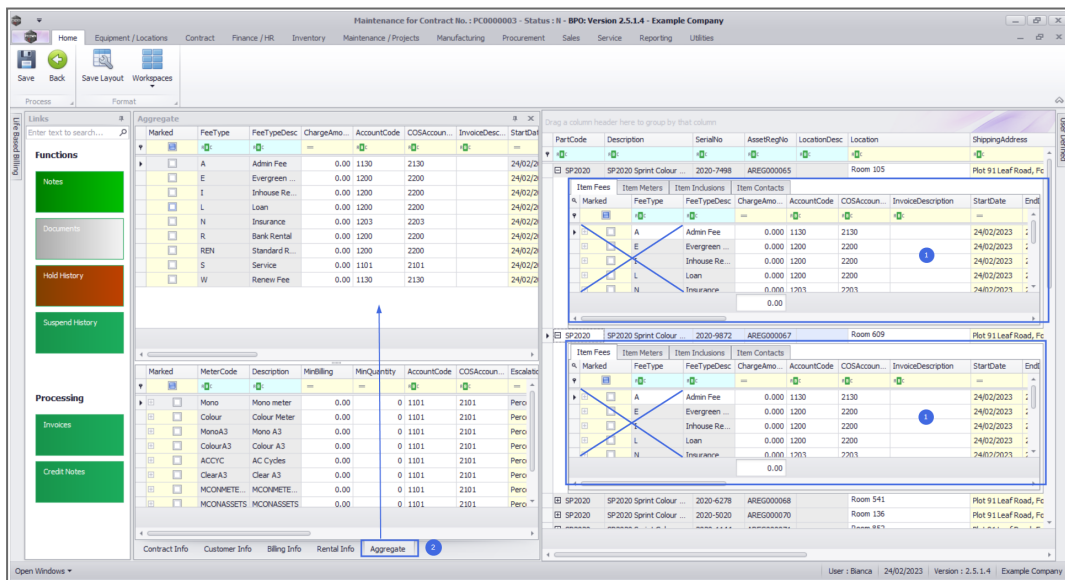 Maintenance for Contract No. : PC0000003 - Status : N - BPO: Version 2.5.1.4 - Example Company
Home Equipment / Locations Contract Finance / HR Inventory Maintenance / Projects Manufacturing Procurement Sales Service Reporting Utilities
Save Back Save Layout Workspaces
Process Format
Life Based Billing
Links
Enter text to search...
Functions
Notes
Documents
Hold History
Suspend History
Processing
Invoices
Credit Notes
Aggregate
Marked FeeType FeeTypeDesc ChargeAmo... AccountCode COSAccoun... InvoiceDesc... StartDat
A Admin Fee 0.00 1130 2130 24/02/2
E Evergreen ... 0.00 1200 2200 24/02/2
I Inhouse Re... 0.00 1200 2200 24/02/2
L Loan 0.00 1200 2200 24/02/2
N Insurance 0.00 1203 2203 24/02/2
R Bank Rental 0.00 1200 2200 24/02/2
REN Standard R... 0.00 1200 2200 24/02/2
S Service 0.00 1101 2101 24/02/2
W Renew Fee 0.00 1130 2130 24/02/2
Marked MeterCode Description MinBilling MinQuantity AccountCode COSAccoun... Escalatic
Mono Mono meter 0.00 0 1101 2101 Perce
Colour Colour Meter 0.00 0 1101 2101 Perce
MonoA3 Mono A3 0.00 0 1101 2101 Perce
ColourA3 Colour A3 0.00 0 1101 2101 Perce
ACCYC AC Cycles 0.00 0 1101 2101 Perce
ClearA3 Clear A3 0.00 0 1101 2101 Perce
MCONMETE... MCONMETE... 0.00 0 1101 2101 Perce
MCONASSETS MCONASSETS 0.00 0 1101 2101 Perce
Contract Info Customer Info Billing Info Rental Info Aggregate 2
Drag a column header here to group by that column
User Defined
PartCode Description SerialNo AssetRegNo LocationDesc Location ShippingAddress
SP2020 SP2020 Sprint Colour ... 2020-7498 AREG000065 Room 105 Plot 91 Leaf Road, Fc
Item Fees Item Meters Item Inclusions Item Contacts
Marked FeeType FeeTypeDesc ChargeAmo... AccountCode COSAccoun... InvoiceDescription StartDate EndD
A Admin Fee 0.000 1130 2130 24/02/2023
E Evergreen ... 0.000 1200 2200 24/02/2023
Inhouse Re... 0.000 1200 2200 24/02/2023
L Loan 0.000 1200 2200 24/02/2023
N Insurance 0.000 1203 2203 24/02/2023
0.00
1
SP2020 SP2020 Sprint Colour ... 2020-9872 AREG000067 Room 609 Plot 91 Leaf Road, Fc
Item Fees Item Meters Item Inclusions Item Contacts
Marked FeeType FeeTypeDesc ChargeAmo... AccountCode COSAccoun... InvoiceDescription StartDate EndD
A Admin Fee 0.000 1130 2130 24/02/2023
E Evergreen ... 0.000 1200 2200 24/02/2023
Inhouse Re... 0.000 1200 2200 24/02/2023
L Loan 0.000 1200 2200 24/02/2023
N Insurance 0.000 1203 2203 24/02/2023
0.00
1
SP2020 SP2020 Sprint Colour ... 2020-6278 AREG000068 Room 541 Plot 91 Leaf Road, Fc
SP2020 SP2020 Sprint Colour ... 2020-5020 AREG000070 Room 136 Plot 91 Leaf Road, Fc
Open Windows User : Bianca 24/02/2023 Version : 2.5.1.4 Example Company